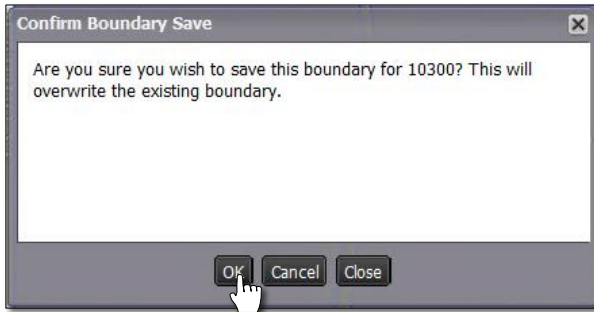 Confirm Boundary Save
Are you sure you wish to save this boundary for 10300? This will
overwrite the existing boundary.
OK Cancel Close